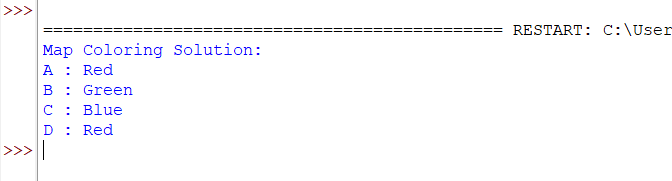 >>>
============================================== RESTART: C:\User
Map Coloring Solution:
A : Red
B : Green
C : Blue
D : Red
>>>